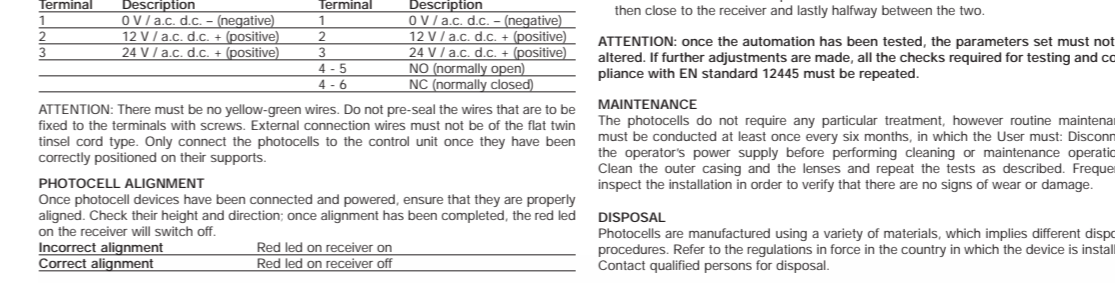 Terminal Description Terminal Description
1 0 V / a.c. d.c. – (negative) 1 0 V / a.c. d.c. – (negative)
2 12 V / a.c. d.c. + (positive) 2 12 V / a.c. d.c. + (positive)
3 24 V / a.c. d.c. + (positive) 3 24 V / a.c. d.c. + (positive)
4 - 5 NO (normally open)
4 - 6 NC (normally closed)
ATTENTION: There must be no yellow-green wires. Do not pre-seal the wires that are to be
fixed to the terminals with screws. External connection wires must not be of the flat twin
tinsel cord type. Only connect the photocells to the control unit once they have been
correctly positioned on their supports.
PHOTOCELL ALIGNMENT
Once photocell devices have been connected and powered, ensure that they are properly
aligned. Check their height and direction; once alignment has been completed, the red led
on the receiver will switch off.
Incorrect alignment Red led on receiver on
Correct alignment Red led on receiver off
then close to the receiver and lastly halfway between the two.
ATTENTION: once the automation has been tested, the parameters set must not
altered. If further adjustments are made, all the checks required for testing and co
pliance with EN standard 12445 must be repeated.
MAINTENANCE
The photocells do not require any particular treatment, however routine maintenan
must be conducted at least once every six months, in which the User must: Disconn
the operator's power supply before performing cleaning or maintenance operatio
Clean the outer casing and the lenses and repeat the tests as described. Freque
inspect the installation in order to verify that there are no signs of wear or damage.
DISPOSAL
Photocells are manufactured using a variety of materials, which implies different dispo
procedures. Refer to the regulations in force in the country in which the device is install
Contact qualified persons for disposal.